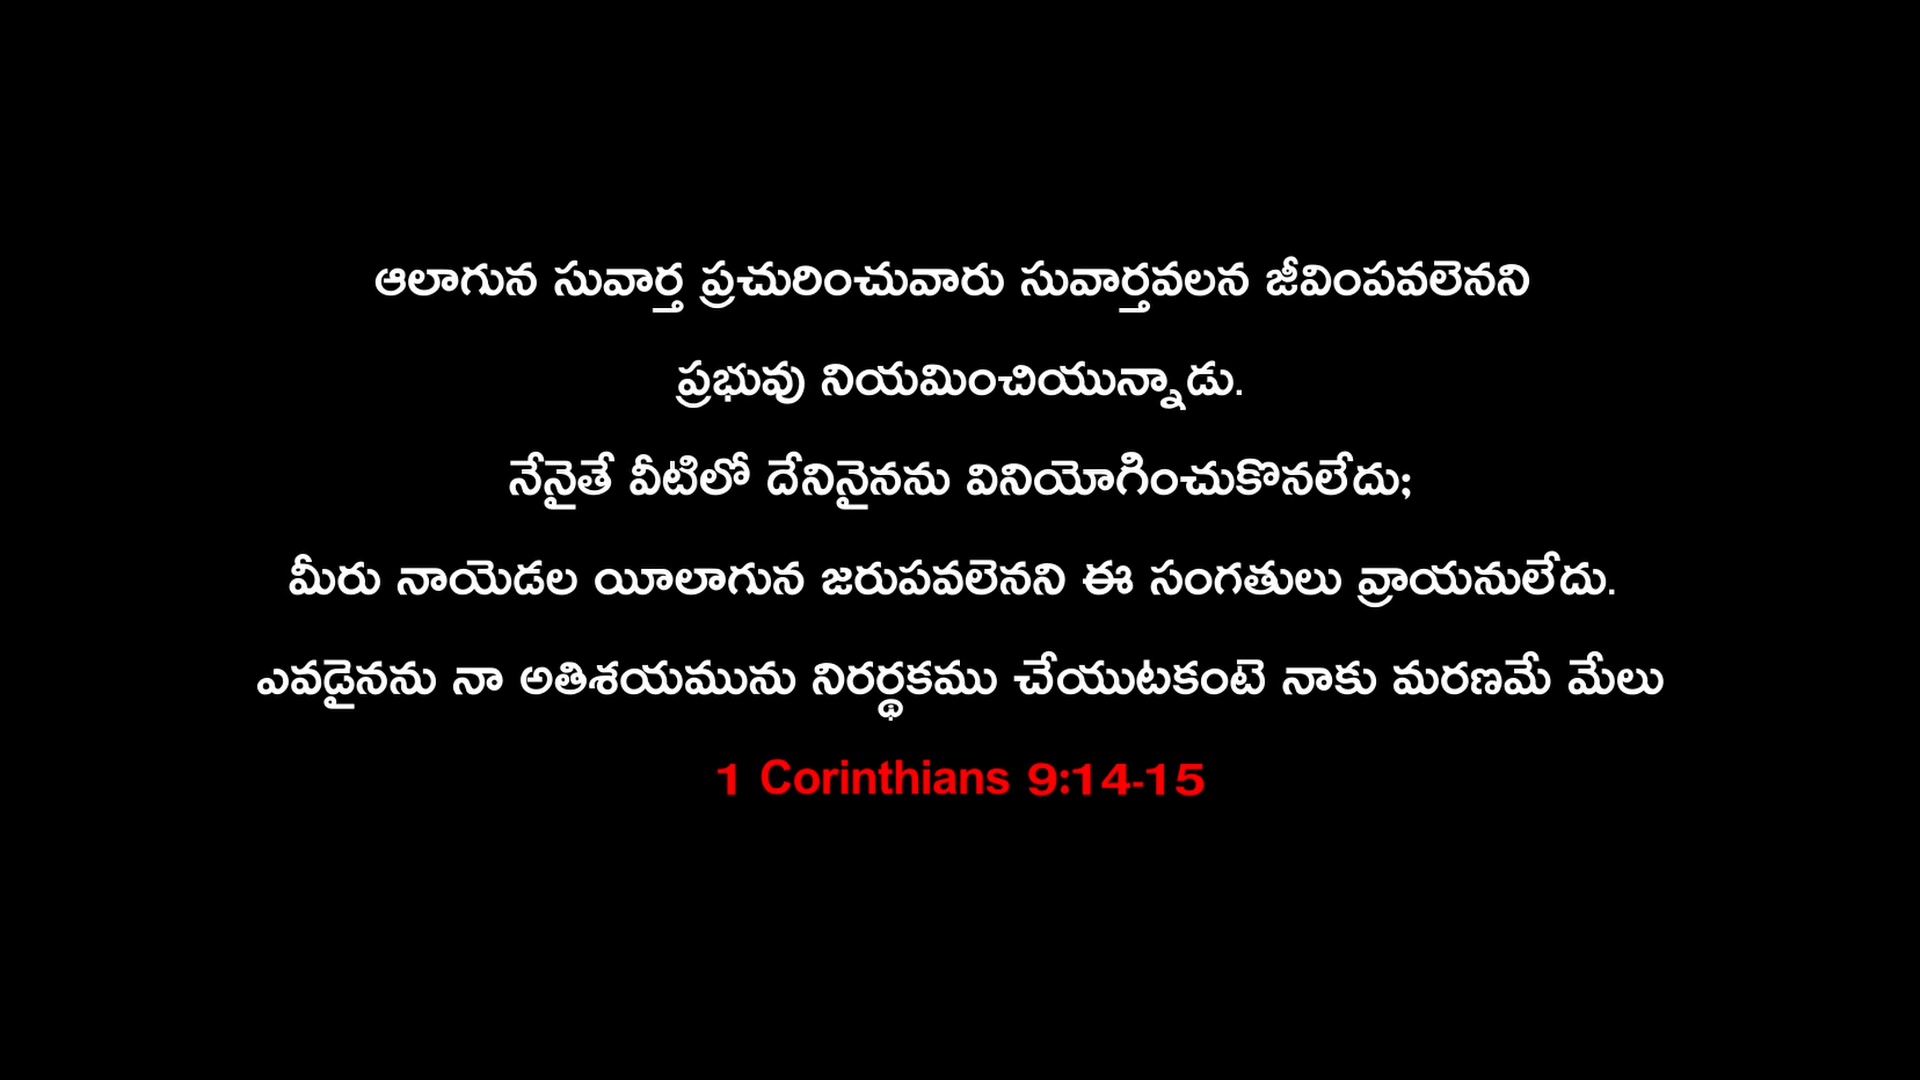 ఆలాగున సువార్త ప్రచురించువారు సువార్తవలన జీవింపవలెనని
ప్రభువు నియమించియున్నాడు.
నేనైతే వీటిలో దేనినైనను వినియోగించుకొనలేదు;
మీరు నాయెడల యీలాగున జరుపవలెనని ఈ సంగతులు వ్రాయనులేదు.
ఎవడైనను నా అతిశయమును నిరర్థకము చేయుటకంటె నాకు మరణమే మేలు
1 Corinthians 9:14-15